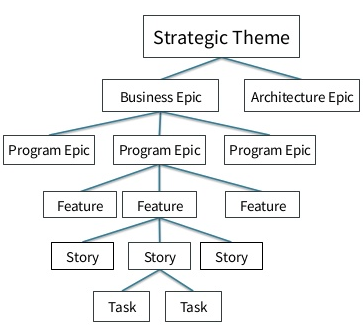 Strategic Theme
Business Epic
Architecture Epic
Program Epic
Program Epic
Program Epic
Feature
Feature
Feature
Story
Story
Story
Task
Task